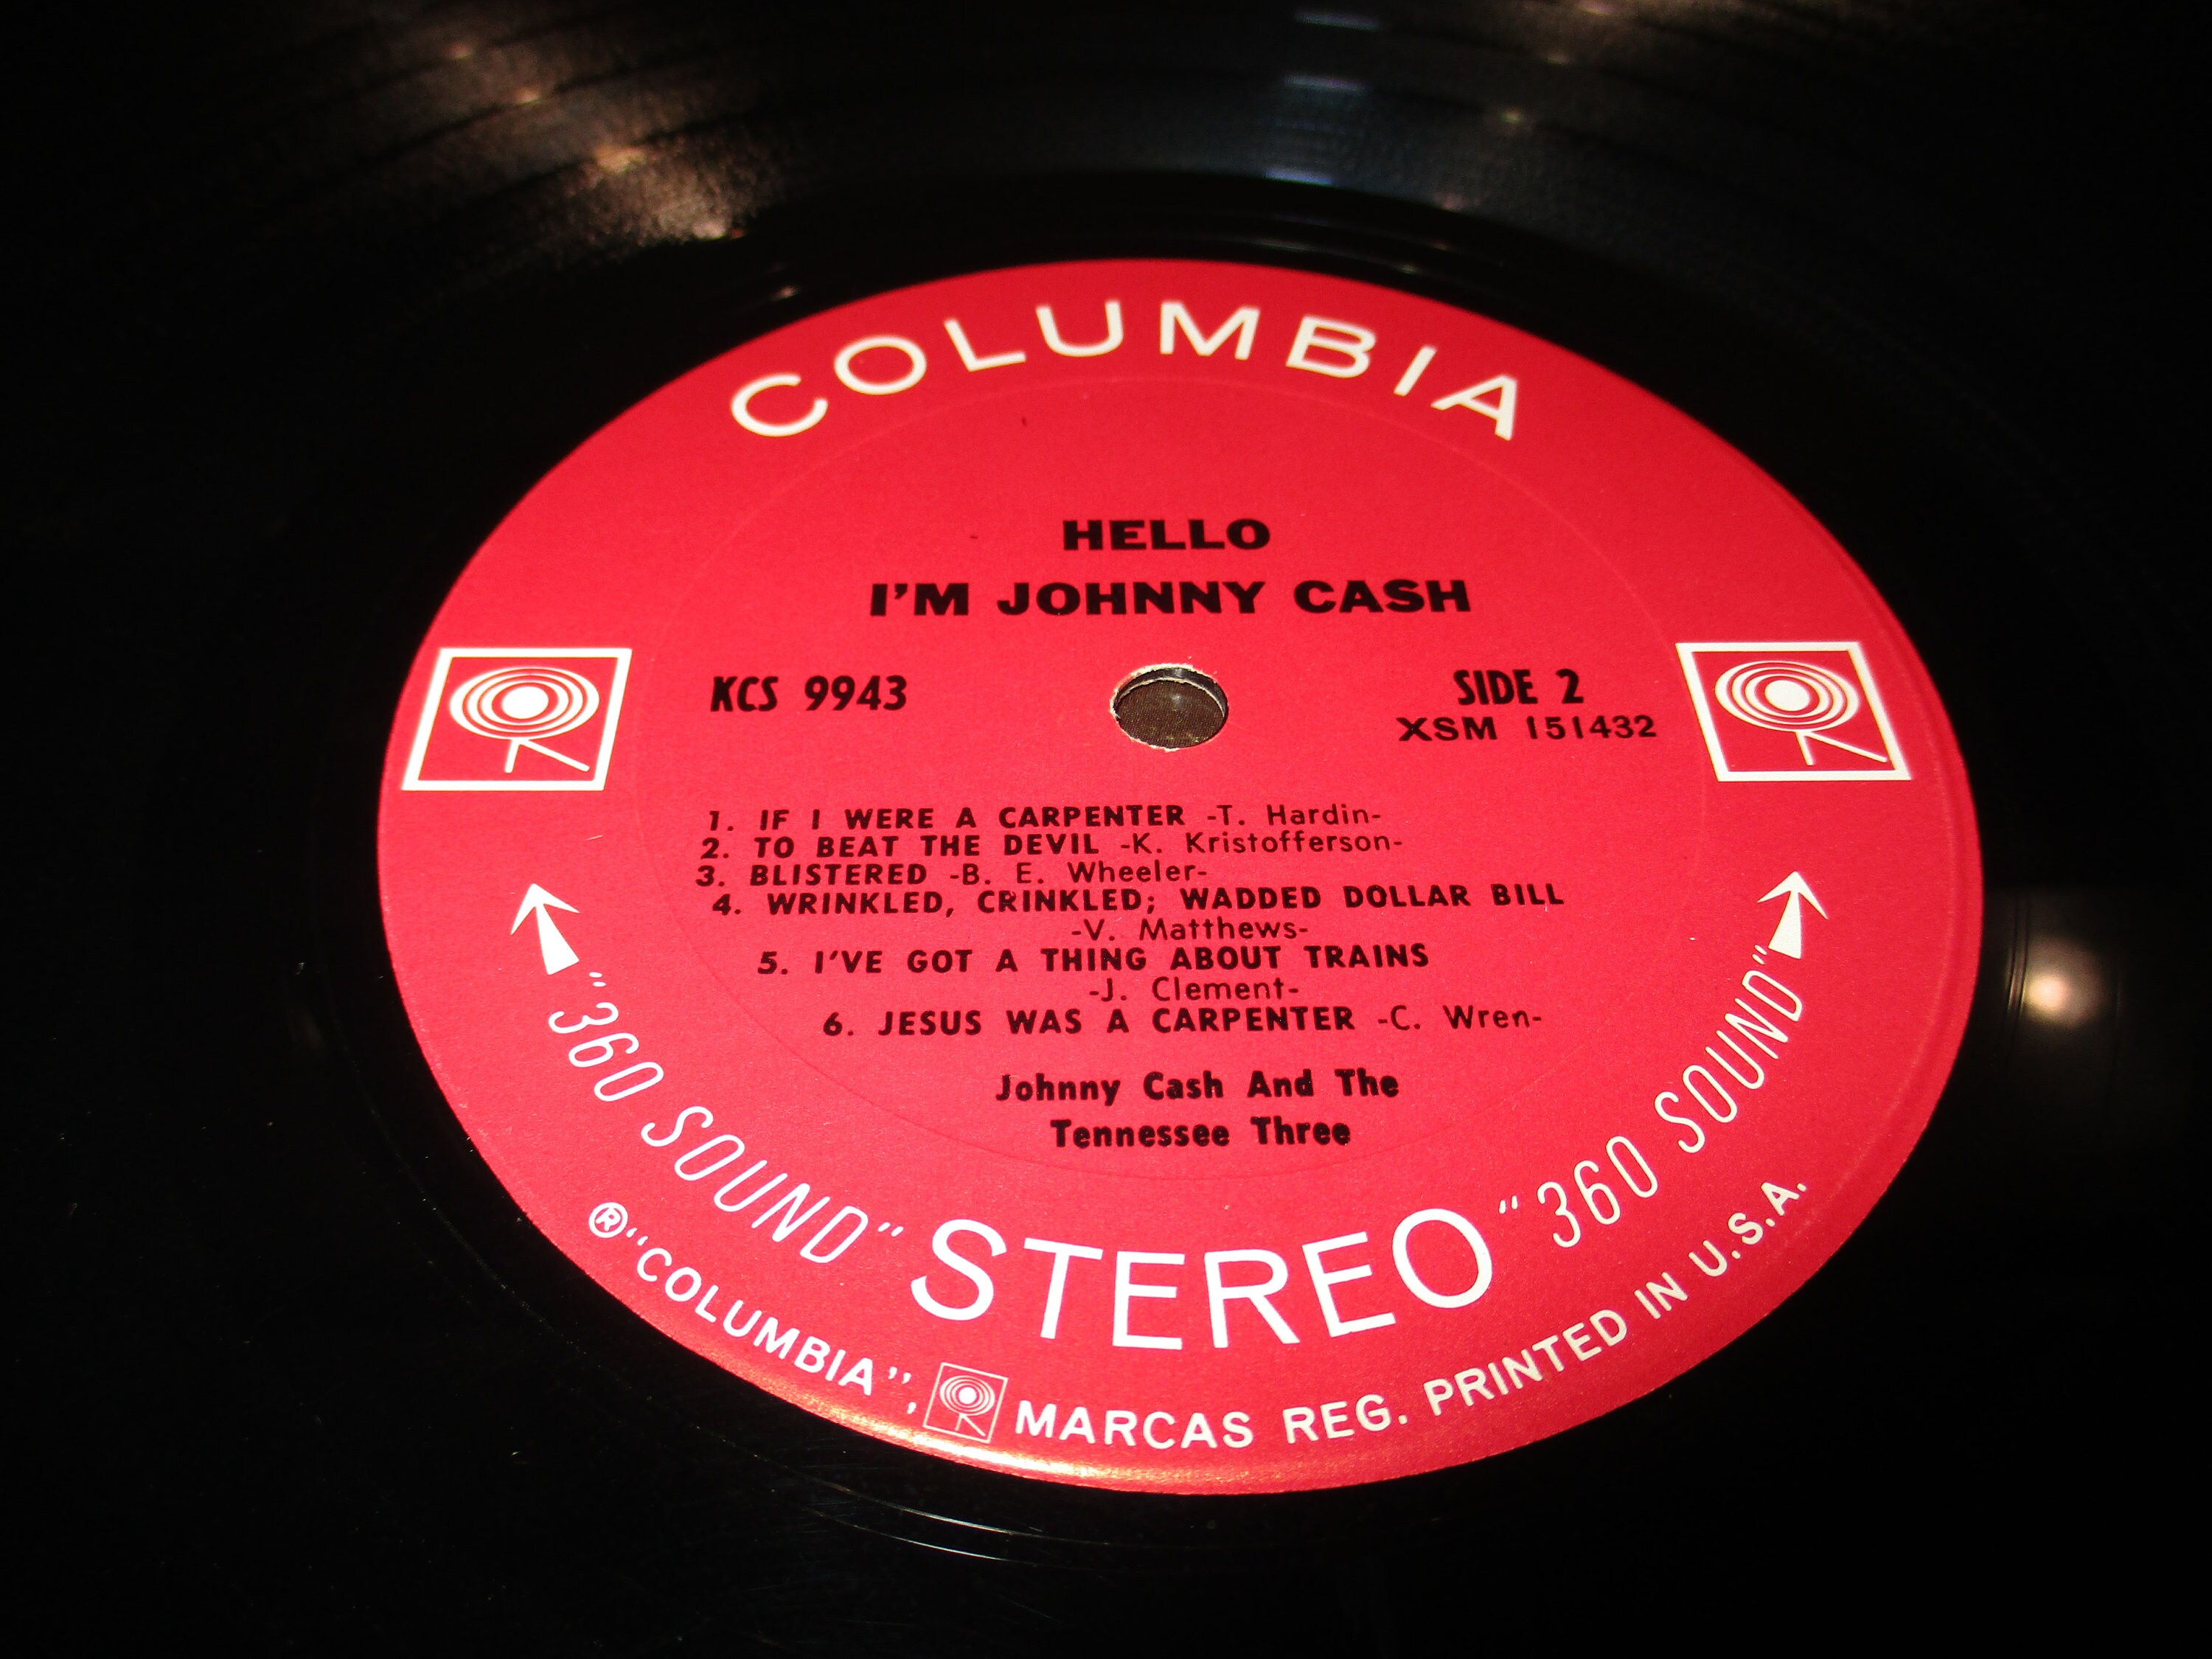 COLUMBIA
HELLO
I'M JOHNNY CASH
KCS 9943
SIDE 2
XSM 151432
1. IF I WERE A CARPENTER -T. Hardin-
2. TO BEAT THE DEVIL -K. Kristofferson-
3. BLISTERED -B. E. Wheeler-
4. WRINKLED, CRINKLED; WADDED DOLLAR BILL
-V. Matthews-
5. I'VE GOT A THING ABOUT TRAINS
-J. Clement-
6. JESUS WAS A CARPENTER -C. Wren-
Johnny Cash And The
Tennessee Three
"360 SOUND" STEREO "360 SOUND"
® "COLUMBIA", MARCAS REG. PRINTED IN U.S.A.